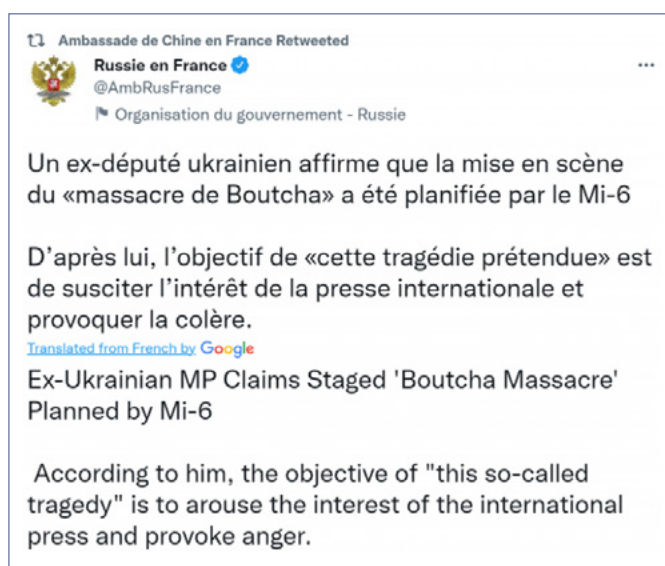 Ambassade de Chine en France Retweeted
Russie en France
@AmbRusFrance
Organisation du gouvernement - Russie
Un ex-député ukrainien affirme que la mise en scène
du «massacre de Boutcha» a été planifiée par le Mi-6
D’après lui, l’objectif de «cette tragédie prétendue» est
de susciter l’intérêt de la presse internationale et
provoquer la colère.
Translated from French by Google
Ex-Ukrainian MP Claims Staged 'Boutcha Massacre'
Planned by Mi-6
According to him, the objective of "this so-called
tragedy" is to arouse the interest of the international
press and provoke anger.